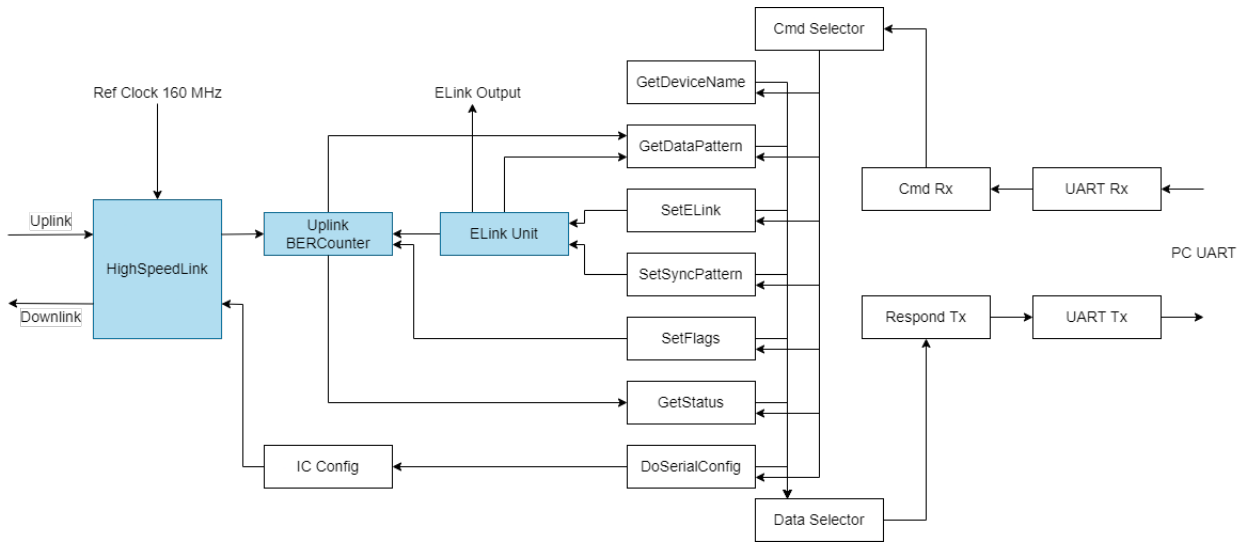 Cmd Selector
GetDeviceName
Ref Clock 160 MHz
ELink Output
GetDataPattern
Cmd Rx
UART Rx
Uplink
Uplink
BERCounter
ELink Unit
SetELink
HighSpeedLink
SetSyncPattern
PC UART
Downlink
SetFlags
Respond Tx
UART Tx
GetStatus
IC Config
DoSerialConfig
Data Selector